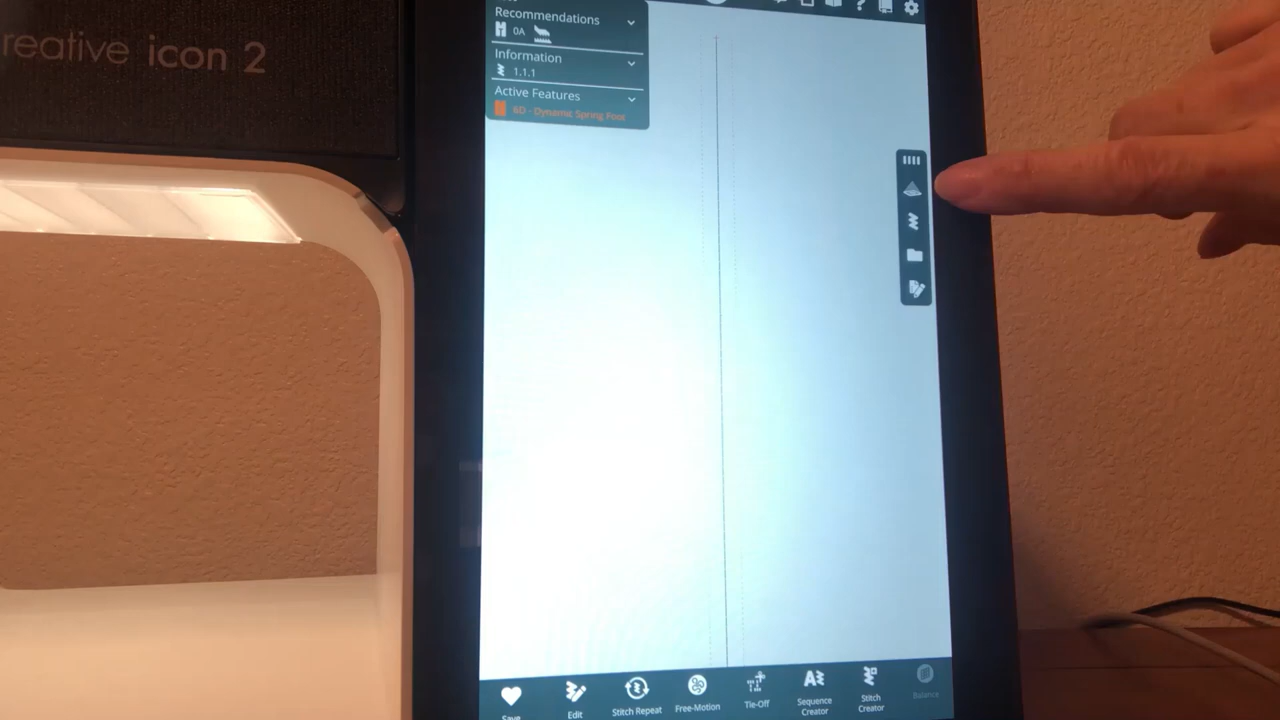 reative icon 2
Recommendations
0A
Information
1.1.1
Active Features
6D - Dynamic Spring Foot
Save
Edit
Stitch Repeat
Free-Motion
Tie-Off
Sequence
Creator
Stitch
Creator
Balance